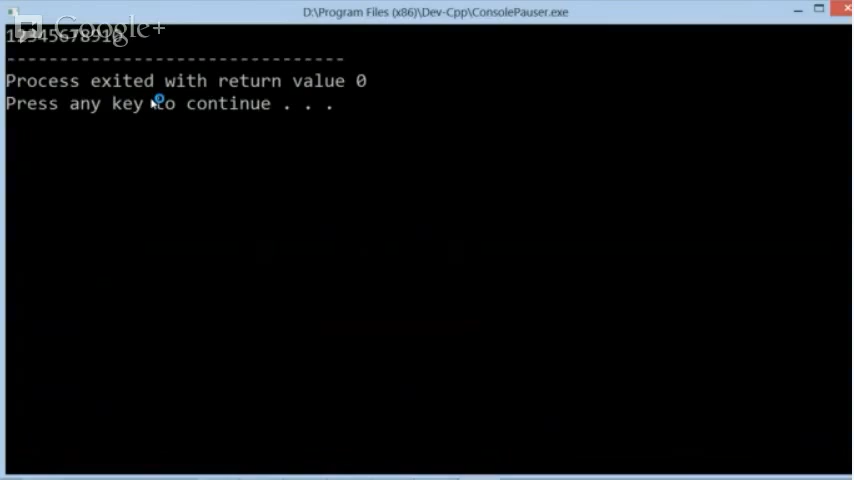 D:\Program Files (x86)\Dev-Cpp\ConsolePauser.exe
Google+
12345678910
--------------------------------
Process exited with return value 0
Press any key to continue . . .